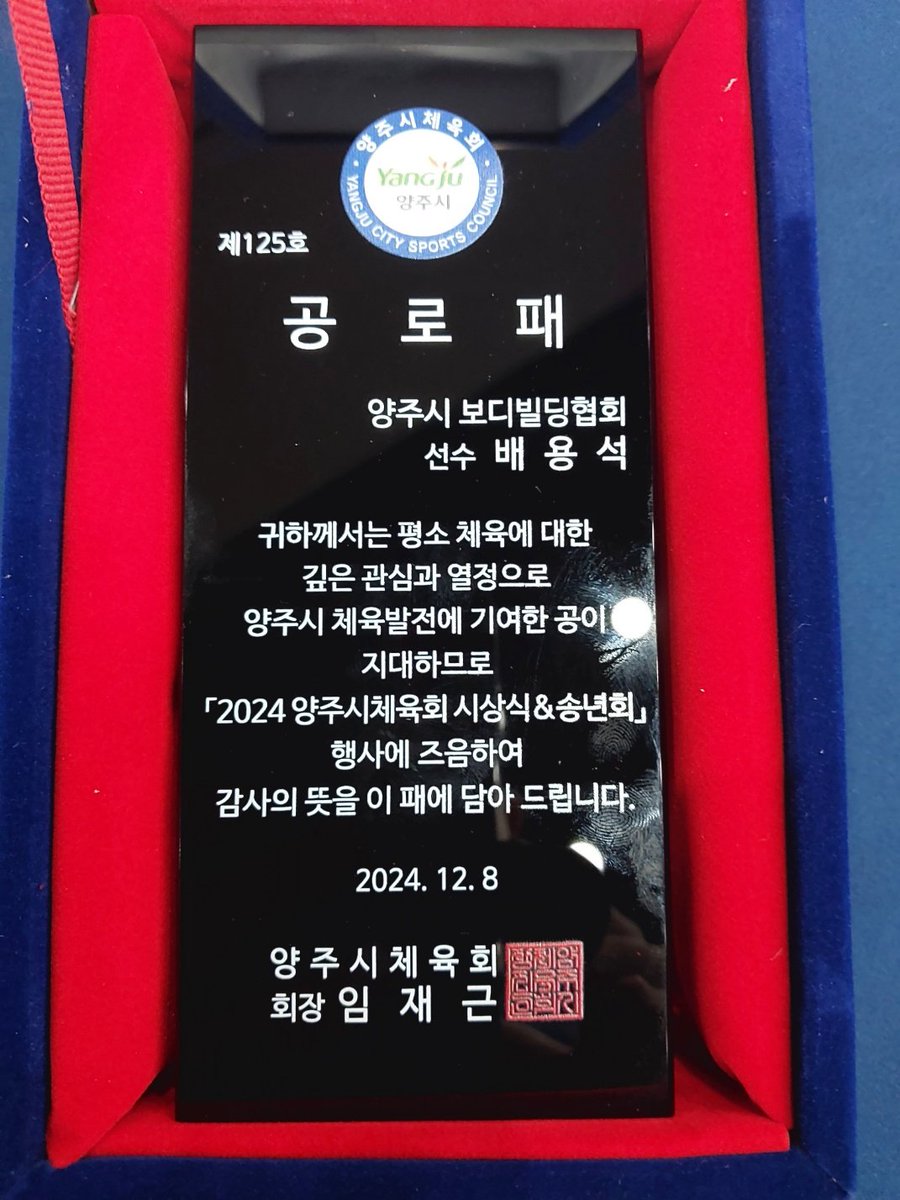 양주시체육회
Yangju
양주시
YANGJU CITY SPORTS COUNCIL
제125호
공 로 패
양주시 보디빌딩협회
선수 배 용 석
귀하께서는 평소 체육에 대한
깊은 관심과 열정으로
양주시 체육발전에 기여한 공이
지대하므로
「2024 양주시체육회 시상식&송년회」
행사에 즈음하여
감사의 뜻을 이 패에 담아 드립니다.
2024. 12. 8
양 주 시 체 육 회
회장 임 재 근